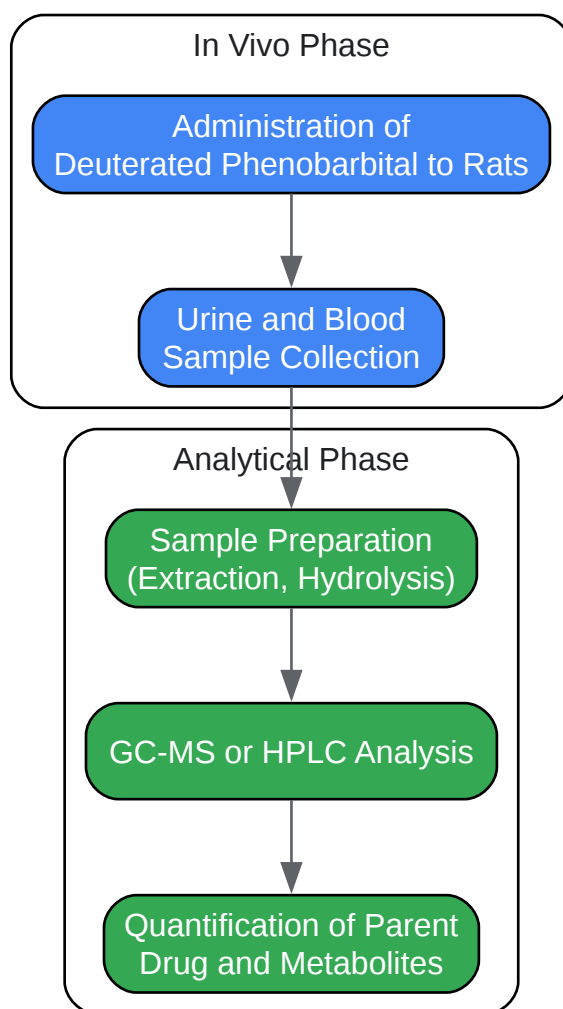 In Vivo Phase
Administration of
Deuterated Phenobarbital to Rats
Urine and Blood
Sample Collection
Analytical Phase
Sample Preparation
(Extraction, Hydrolysis)
GC-MS or HPLC Analysis
Quantification of Parent
Drug and Metabolites